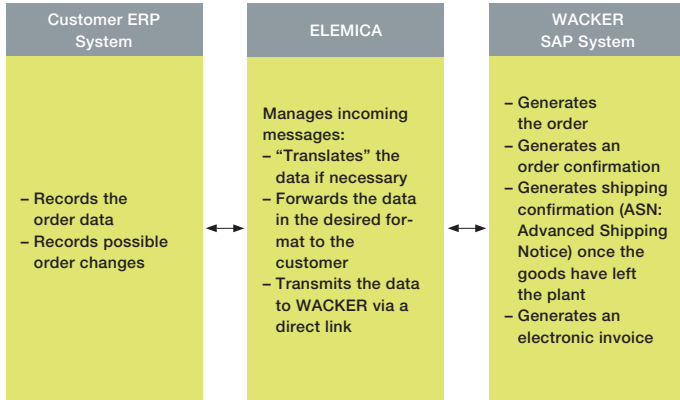 Customer ERP
System
– Records the
order data
– Records possible
order changes
ELEMICA
Manages incoming
messages:
– “Translates” the
data if necessary
– Forwards the data
in the desired for-
mat to the
customer
– Transmits the data
to WACKER via a
direct link
WACKER
SAP System
– Generates
the order
– Generates an
order confirmation
– Generates shipping
confirmation (ASN:
Advanced Shipping
Notice) once the
goods have left
the plant
– Generates an
electronic invoice